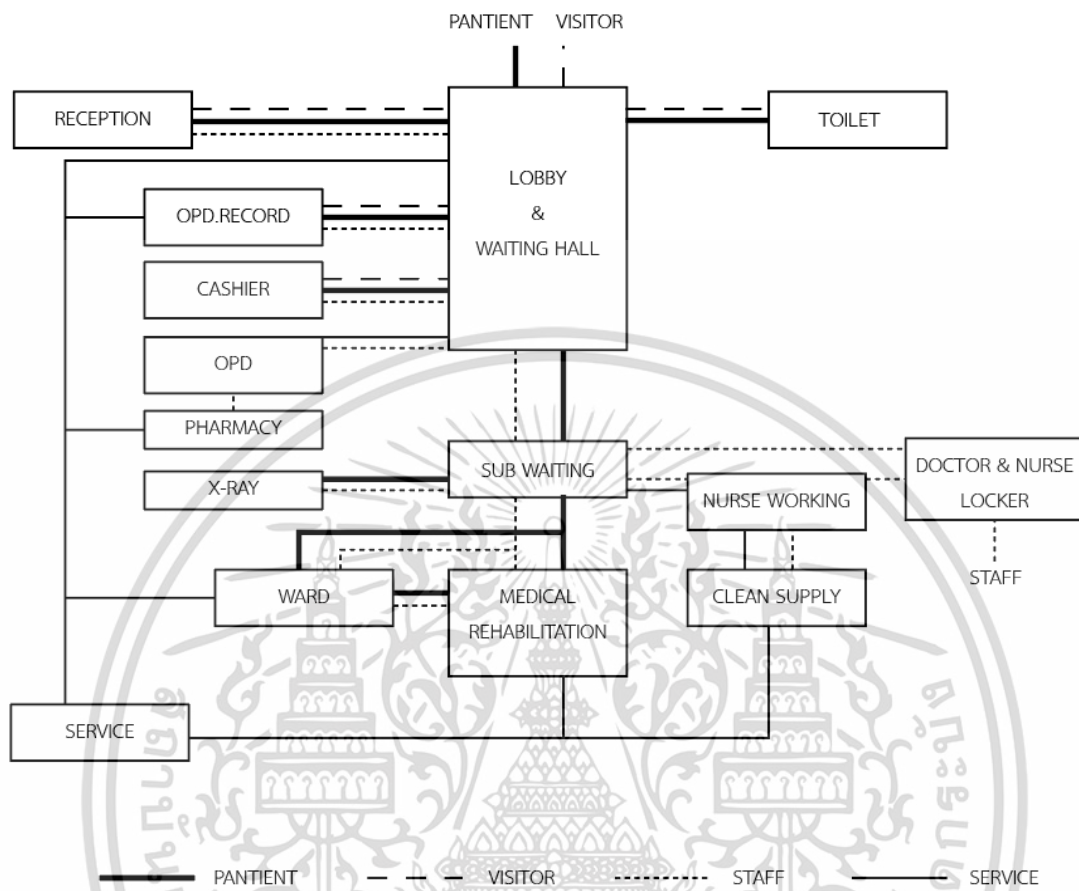 PANTIENT VISITOR
RECEPTION
TOILET
LOBBY
&
WAITING HALL
OPD.RECORD
CASHIER
OPD
PHARMACY
SUB WAITING
X-RAY
NURSE WORKING
DOCTOR & NURSE
LOCKER
STAFF
WARD
MEDICAL
REHABILITATION
CLEAN SUPPLY
SERVICE
PANTIENT VISITOR STAFF SERVICE